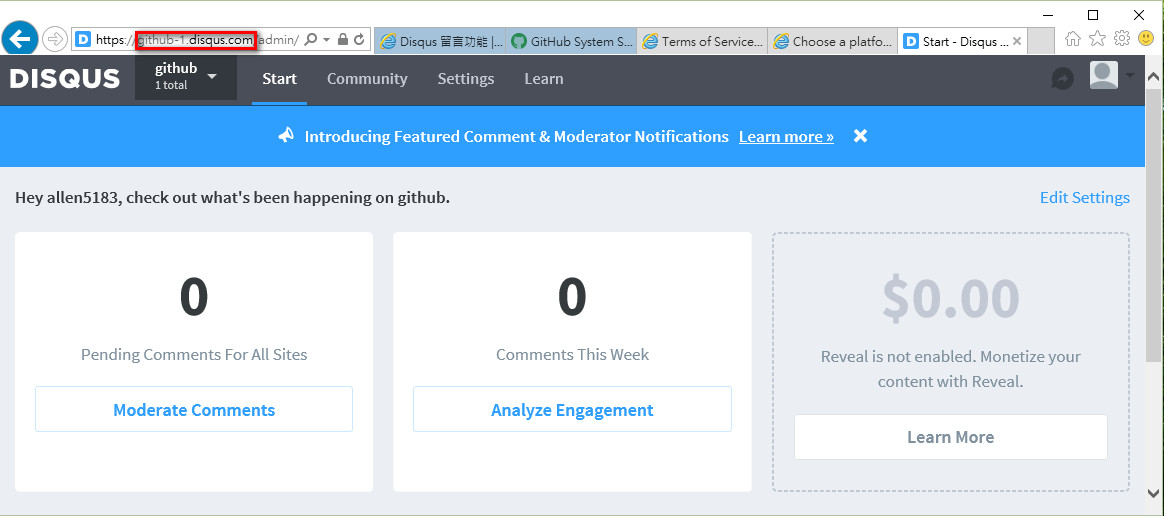 https://github-1.disqus.com/admin/
Disqus 留言功能 |...
GitHub System S...
Terms of Service...
Choose a platfo...
Start - Disqus ...
DISQUS
github
1 total
Start
Community
Settings
Learn
Introducing Featured Comment & Moderator Notifications Learn more »
Hey allen5183, check out what's been happening on github.
Edit Settings
0
Pending Comments For All Sites
Moderate Comments
0
Comments This Week
Analyze Engagement
$0.00
Reveal is not enabled. Monetize your
content with Reveal.
Learn More